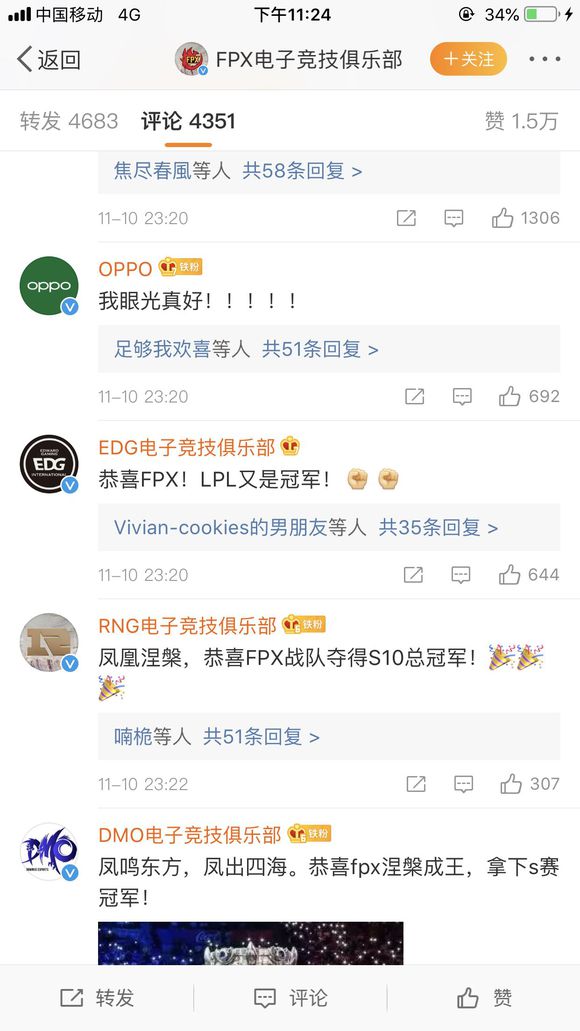 中国移动 4G 下午11:24 34%
返回 FPX FPX电子竞技俱乐部 +关注
转发 4683 评论 4351 赞 1.5万
焦尽春風等人 共58条回复 >
11-10 23:20 1306
OPPO 铁粉
oppo
我眼光真好！！！！！
足够我欢喜等人 共51条回复 >
11-10 23:20 692
EDG电子竞技俱乐部
EDWARD GAMING
EDG
INTERNATIONAL
恭喜FPX！LPL又是冠军！
Vivian-cookies的男朋友等人 共35条回复 >
11-10 23:20 644
RNG电子竞技俱乐部 5 铁粉
凤凰涅槃，恭喜FPX战队夺得S10总冠军！
喃桅等人 共51条回复 >
11-10 23:22 307
DMO电子竞技俱乐部 6 铁粉
DMO
凤鸣东方，凤出四海。恭喜fpx涅槃成王，拿下s赛
冠军！
转发 评论 赞